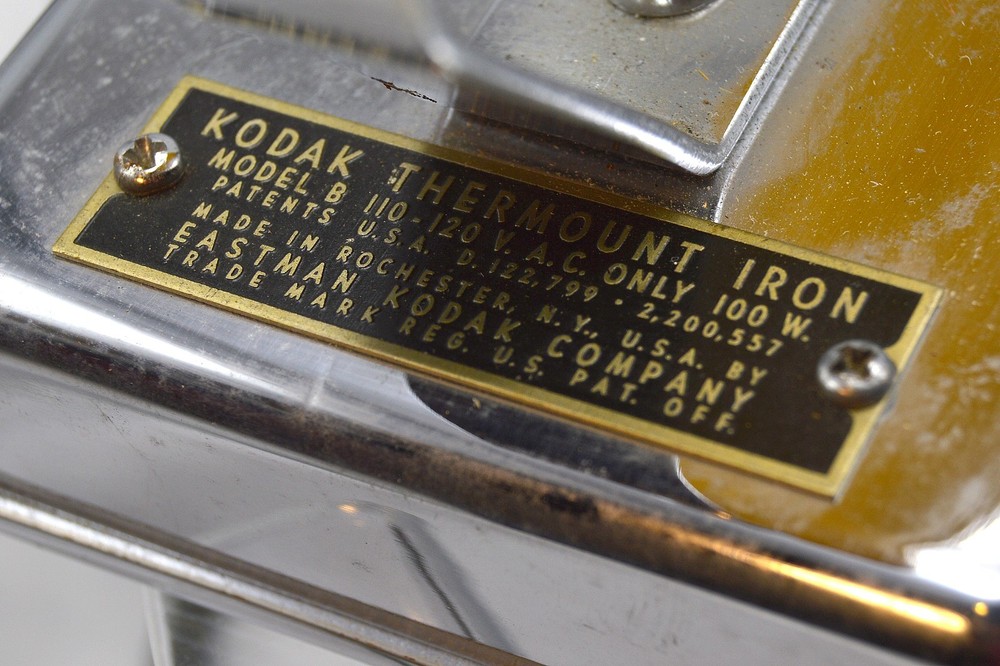 KODAK THERMOUNT IRON
MODEL B 110-120 V. A.C. ONLY 100 W.
PATENTS U.S.A. D.122,799 · 2,200,557
MADE IN ROCHESTER, N.Y., U.S.A. BY
EASTMAN KODAK COMPANY
TRADE MARK REG. U.S. PAT. OFF.